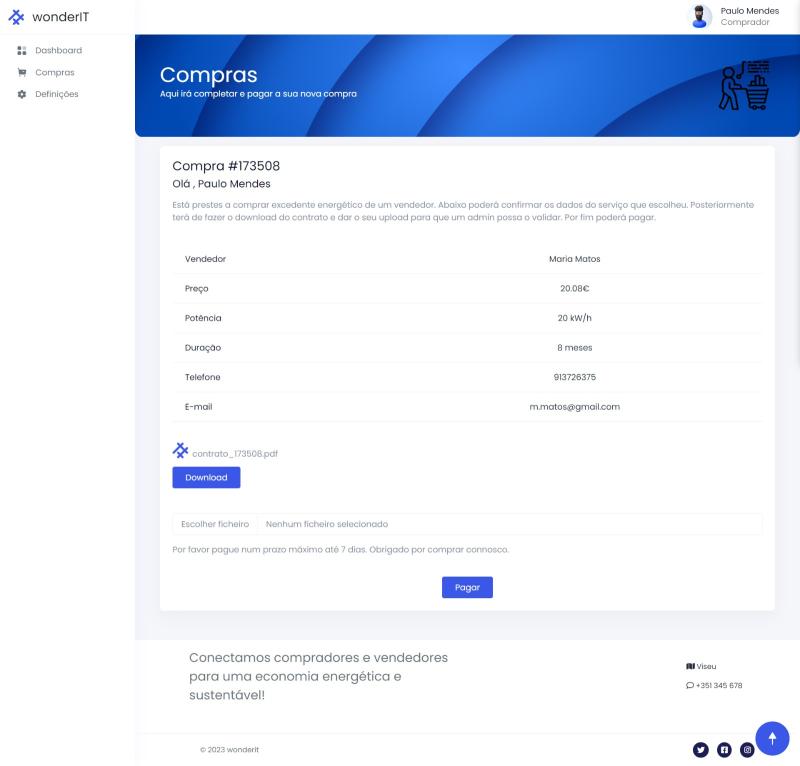 wonderIT
Paulo Mendes
Comprador
Dashboard
Compras
Definições
Compras
Aqui irá completar e pagar a sua nova compra
Compra #173508
Olá , Paulo Mendes
Está prestes a comprar excedente energético de um vendedor. Abaixo poderá confirmar os dados do serviço que escolheu. Posteriormente
terá de fazer o download do contrato e dar o seu upload para que um admin possa o validar. Por fim poderá pagar.
Vendedor Maria Matos
Preço 20.08€
Potência 20 kW/h
Duração 8 meses
Telefone 913726375
E-mail m.matos@gmail.com
contrato_173508.pdf
Download
Escolher ficheiro Nenhum ficheiro selecionado
Por favor pague num prazo máximo até 7 dias. Obrigado por comprar connosco.
Pagar
Conectamos compradores e vendedores
para uma economia energética e
sustentável!
Viseu
+351 345 678
© 2023 wonderit